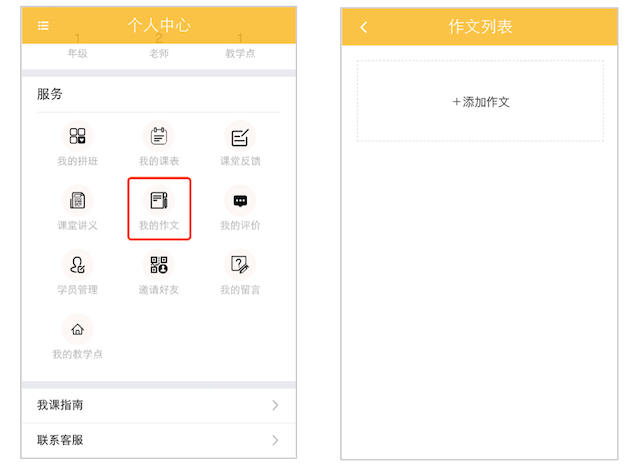 个人中心
1 2 1
年级 老师 教学点
服务
我的拼班 我的课表 课堂反馈
课堂讲义 我的作文 我的评价
学员管理 邀请好友 我的留言
我的教学点
我课指南
联系客服
作文列表
+添加作文